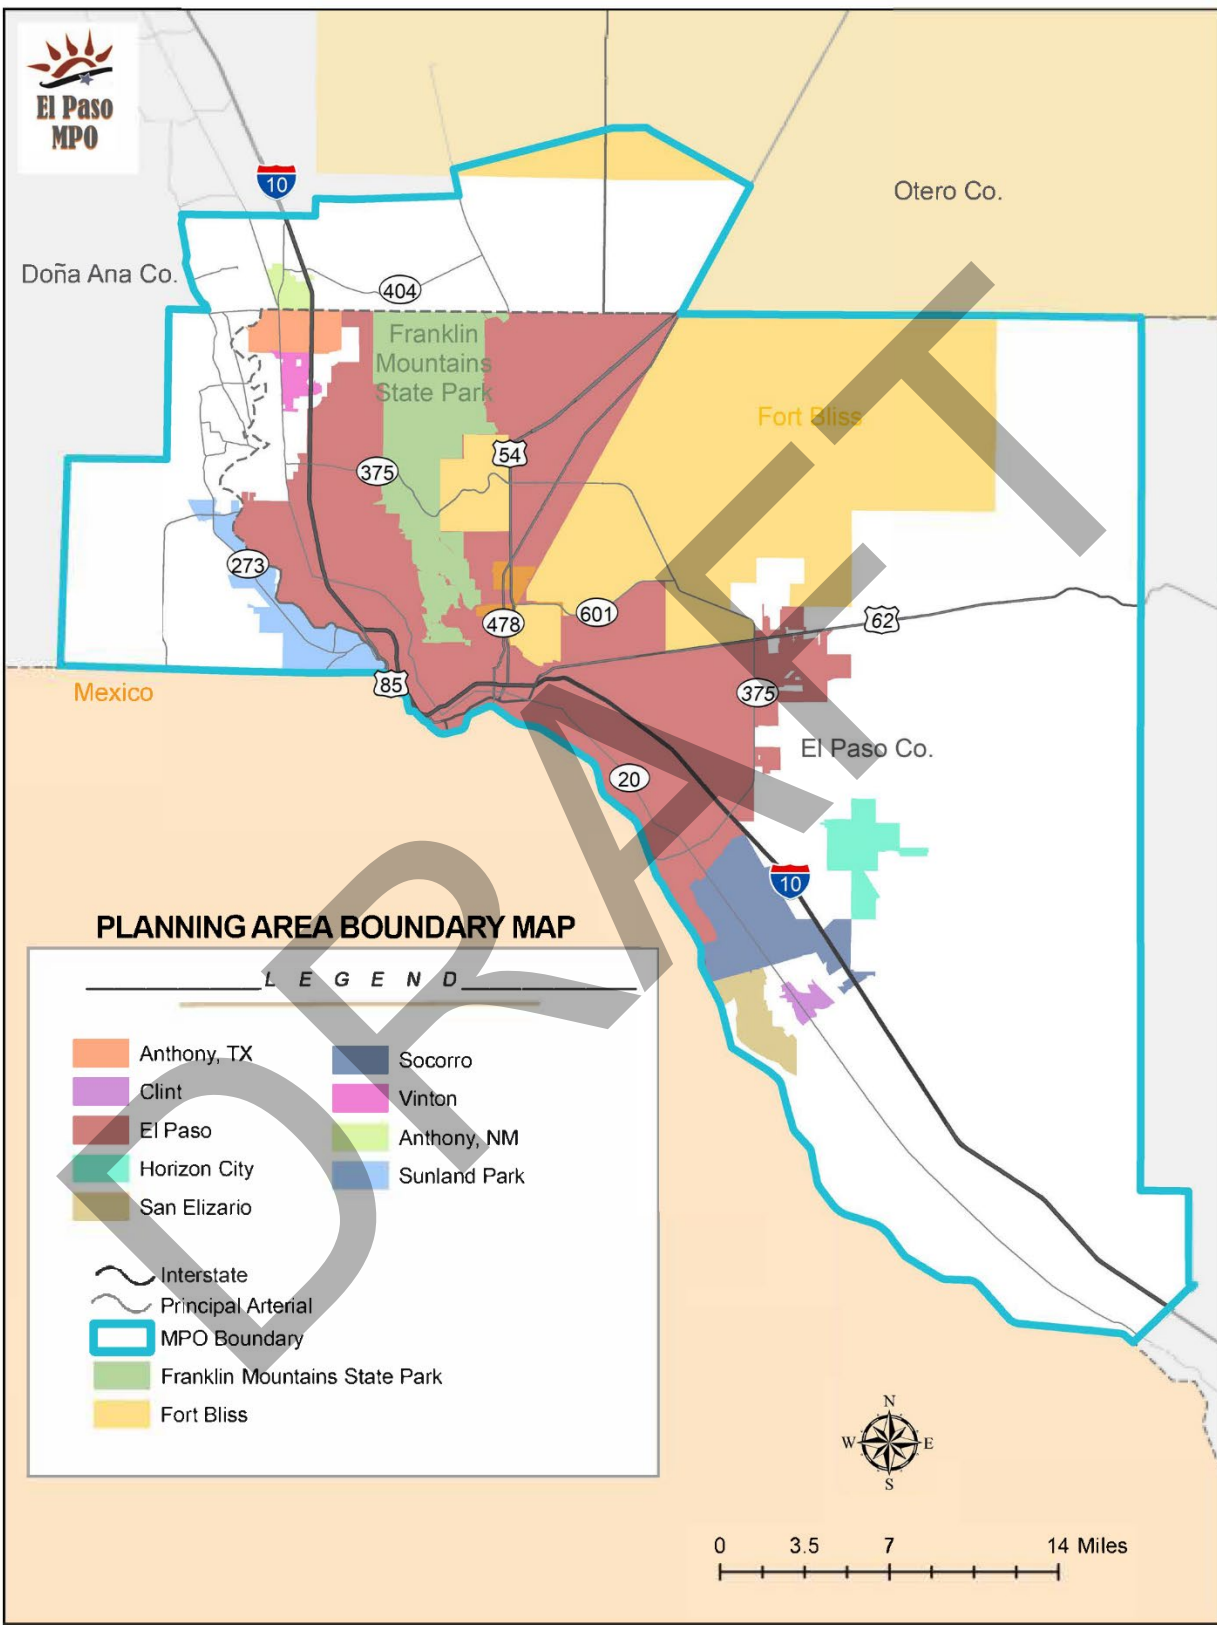 El Paso
MPO
10
Otero Co.
Doña Ana Co.
404
Franklin
Mountains
State Park
Fort Bliss
54
375
273
601
478
62
85
Mexico
375
El Paso Co.
20
10
PLANNING AREA BOUNDARY MAP
LEGEND
Anthony, TX
Clint
El Paso
Horizon City
San Elizario
Socorro
Vinton
Anthony, NM
Sunland Park
Interstate
Principal Arterial
MPO Boundary
Franklin Mountains State Park
Fort Bliss
N
W E
S
0 3.5 7 14 Miles
DRAFT